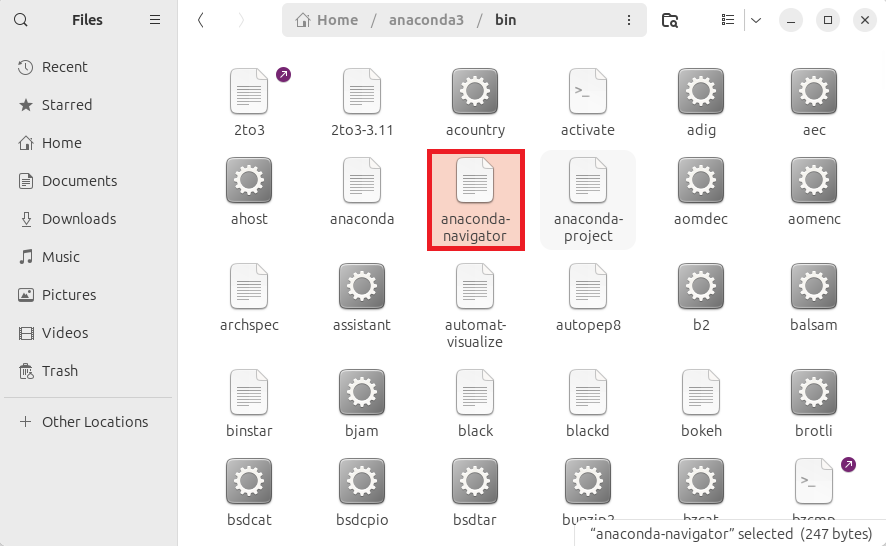 Files
Home / anaconda3 / bin
Recent
Starred
Home
Documents
Downloads
Music
Pictures
Videos
Trash
Other Locations
2to3
2to3-3.11
acountry
activate
adig
aec
ahost
anaconda
anaconda-
navigator
anaconda-
project
aomdec
aomenc
archspec
assistant
automat-
visualize
autopep8
b2
balsam
binstar
bjam
black
blackd
bokeh
brotli
bsdcat
bsdcpio
bsdtar
bunzip2
bzcat
bzcmp
“anaconda-navigator” selected (247 bytes)